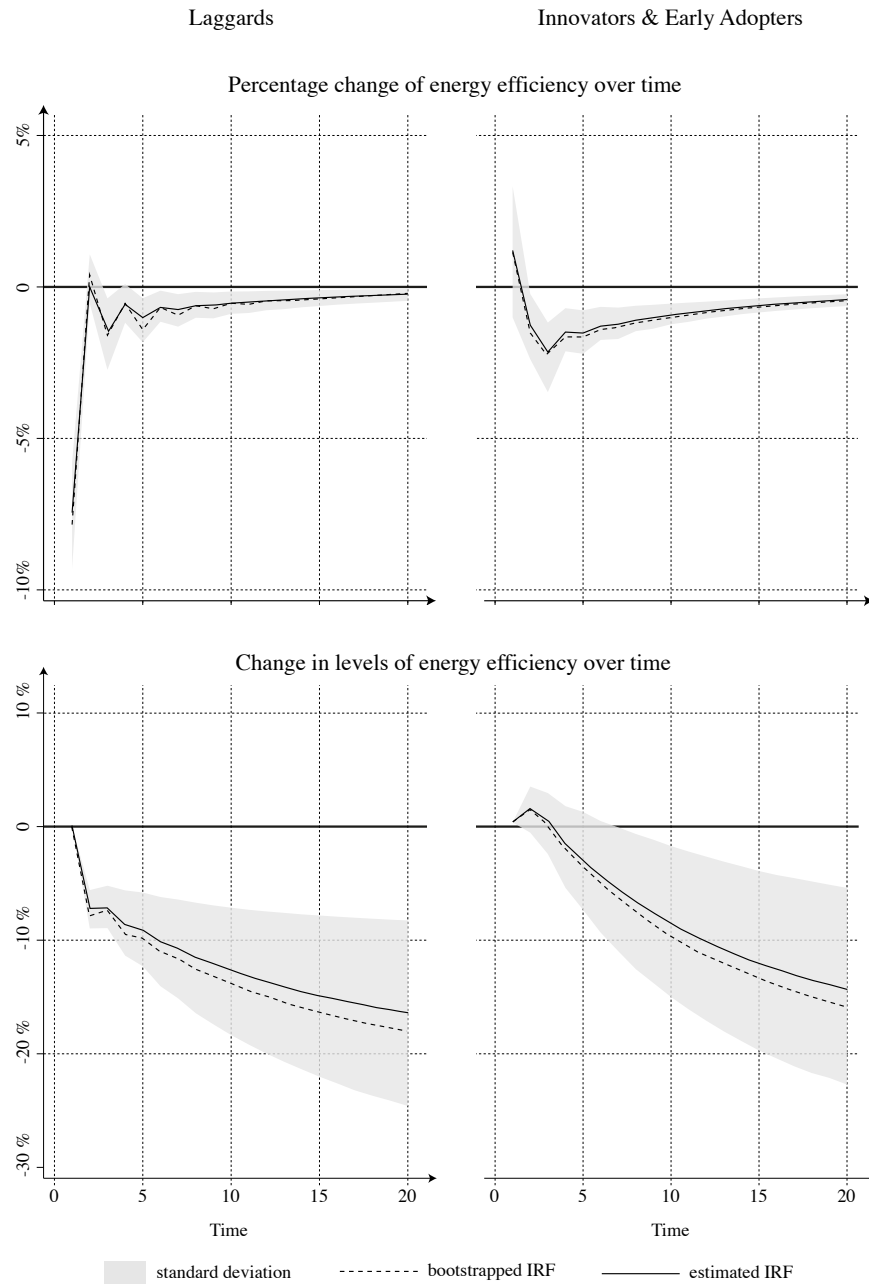 Laggards Innovators & Early Adopters
Percentage change of energy efficiency over time
5%
0
-5%
-10%
Change in levels of energy efficiency over time
10 %
0
-10 %
-20 %
-30 %
0 5 10 15 20 0 5 10 15 20
Time Time
standard deviation bootstrapped IRF estimated IRF